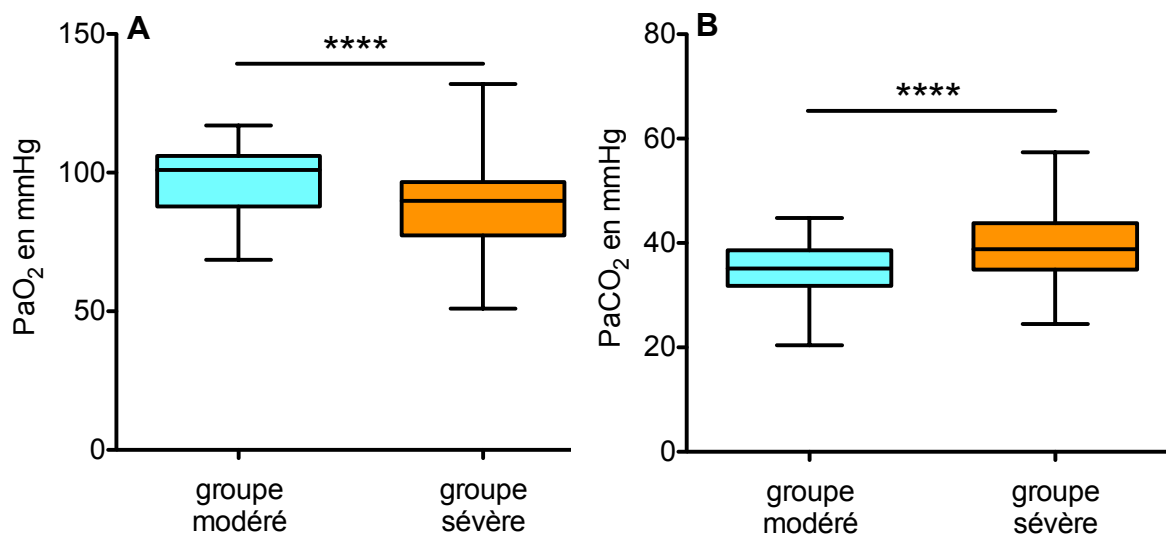 A
150
100
50
0
PaO₂ en mmHg
****
groupe
modéré
groupe
sévère
B
80
60
40
20
0
PaCO₂ en mmHg
****
groupe
modéré
groupe
sévère